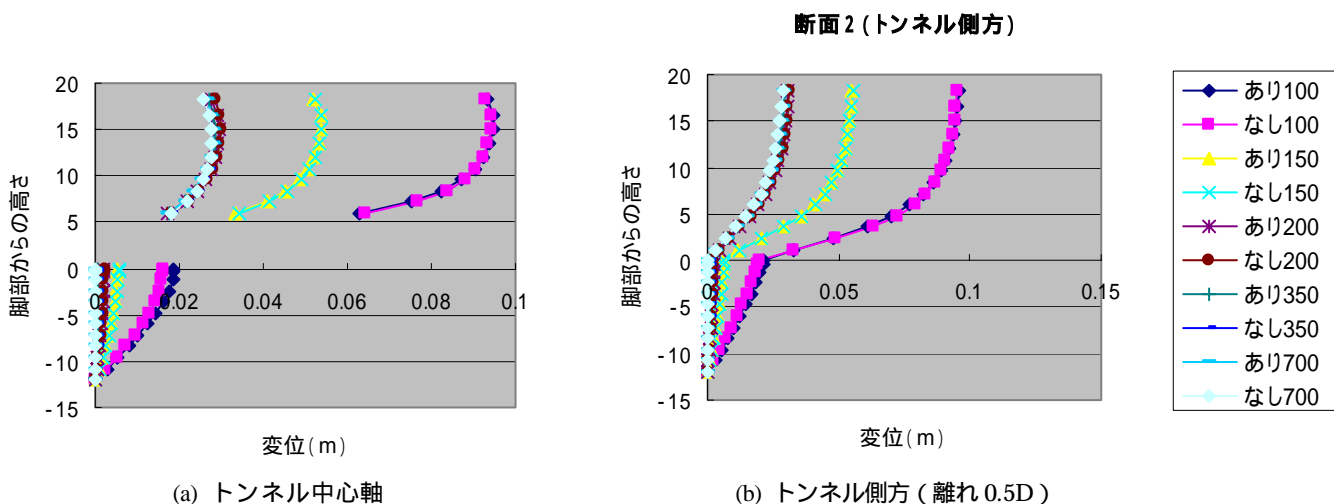 断面2(トンネル側方)
20
15
10
5
0
-5
-10
-15
0
0.02
0.04
0.06
0.08
0.1
脚部からの高さ
変位(m)
(a) トンネル中心軸
20
15
10
5
0
-5
-10
-15
0
0.05
0.1
0.15
脚部からの高さ
変位(m)
(b) トンネル側方(離れ 0.5D)
あり100
なし100
あり150
なし150
あり200
なし200
あり350
なし350
あり700
なし700